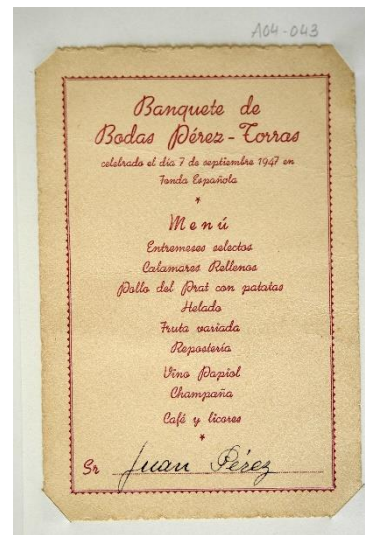 A04-043
Banquete de
Bodas Pérez-Torras
celebrado el día 7 de septiembre 1947 en
Fonda Española
*
Menú
Entremeses selectos
Calamares Rellenos
Pollo del Prat con patatas
Helado
Fruta variada
Repostería
Vino Papiol
Champaña
Café y licores
*
Sr Juan Pérez